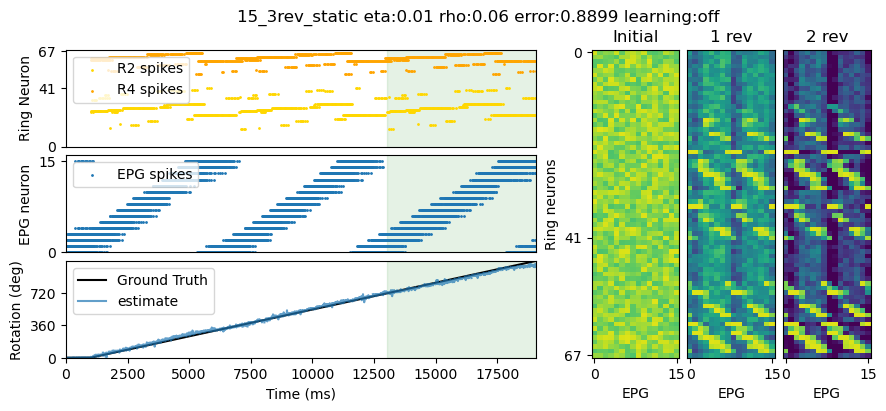 15_3rev_static eta:0.01 rho:0.06 error:0.8899 learning:off
Ring Neuron
67
41
0
R2 spikes
R4 spikes
EPG neuron
15
0
EPG spikes
Rotation (deg)
720
360
0
Ground Truth
estimate
0 2500 5000 7500 10000 12500 15000 17500
Time (ms)
Initial 1 rev 2 rev
Ring neurons
0
41
67
0 15 0 15 0 15
EPG EPG EPG